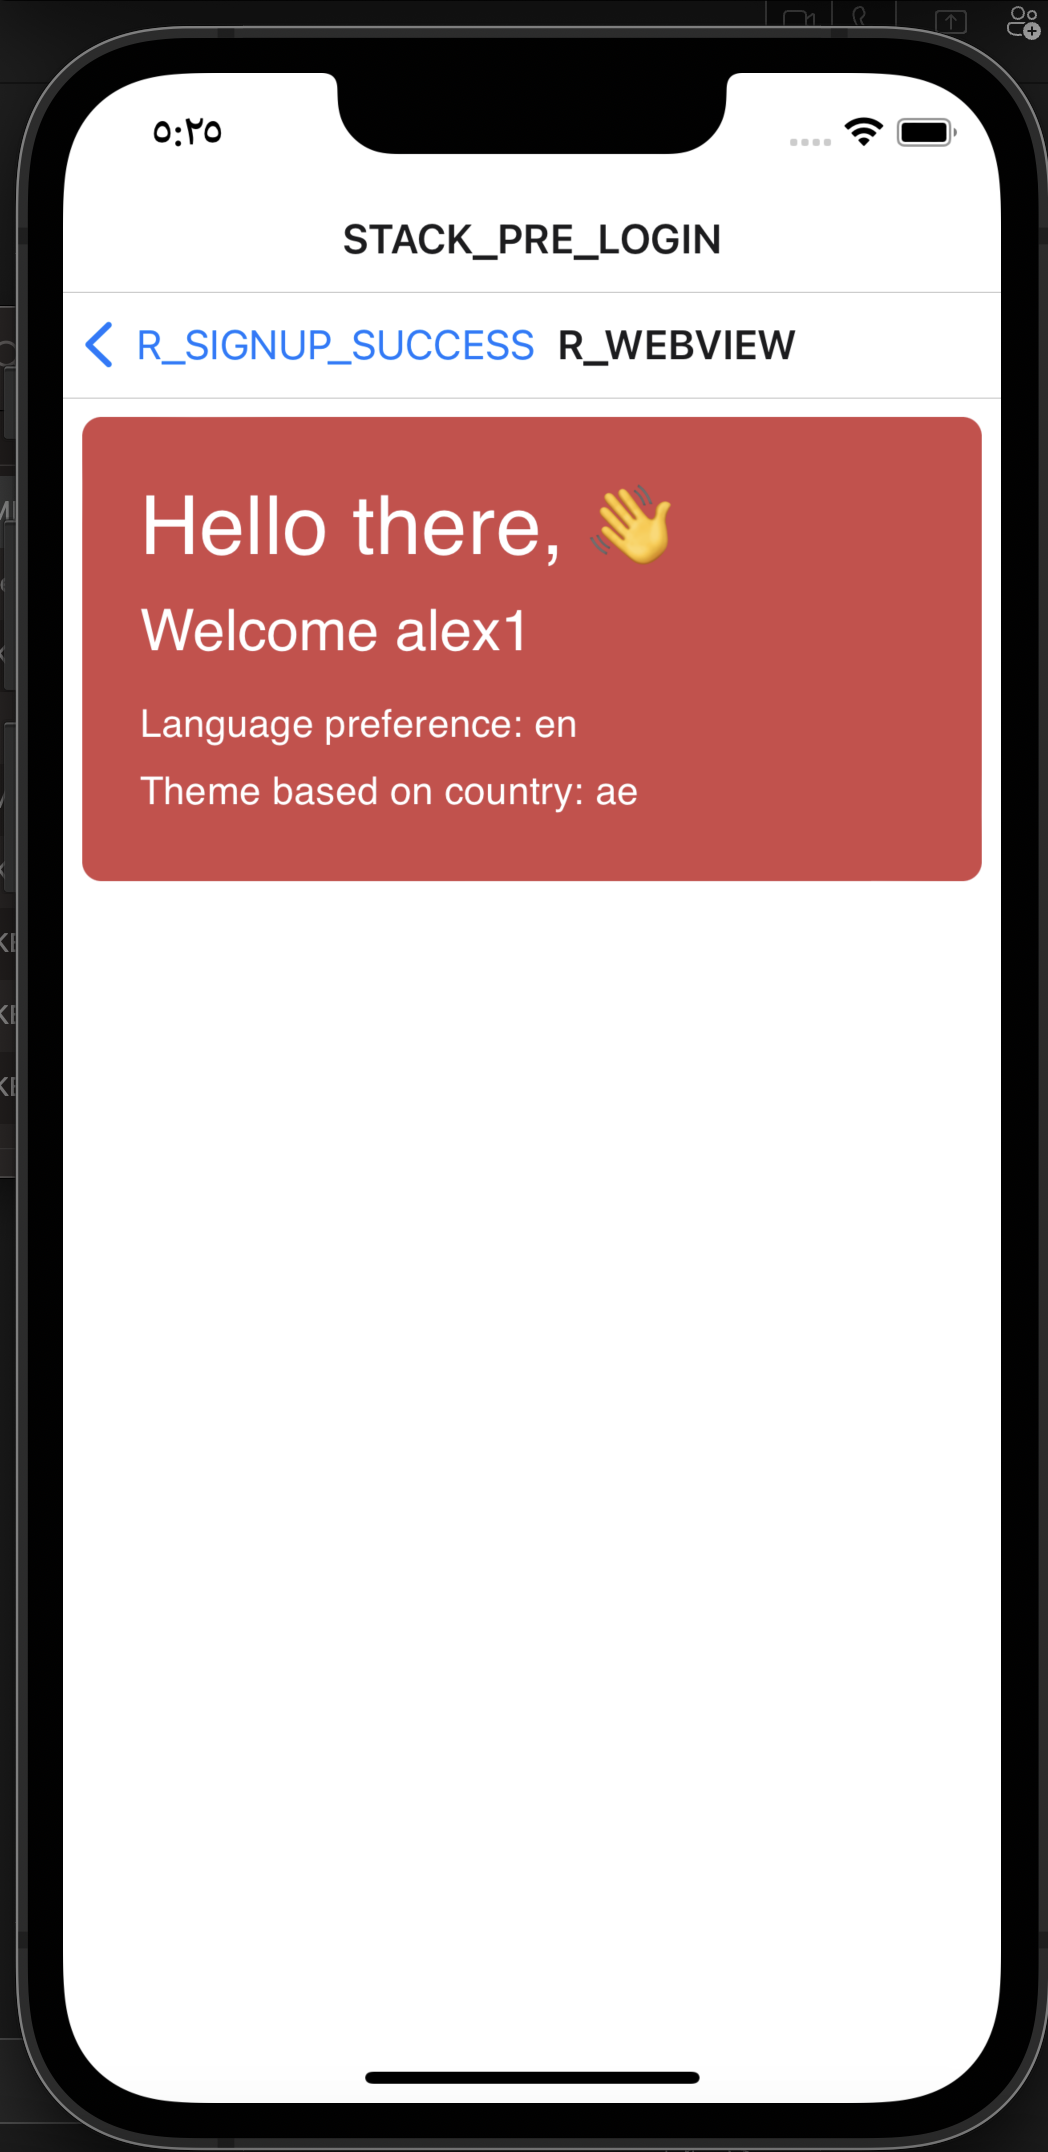 ٥:٢٥
STACK_PRE_LOGIN
R_SIGNUP_SUCCESS R_WEBVIEW
Hello there, 👋
Welcome alex1
Language preference: en
Theme based on country: ae